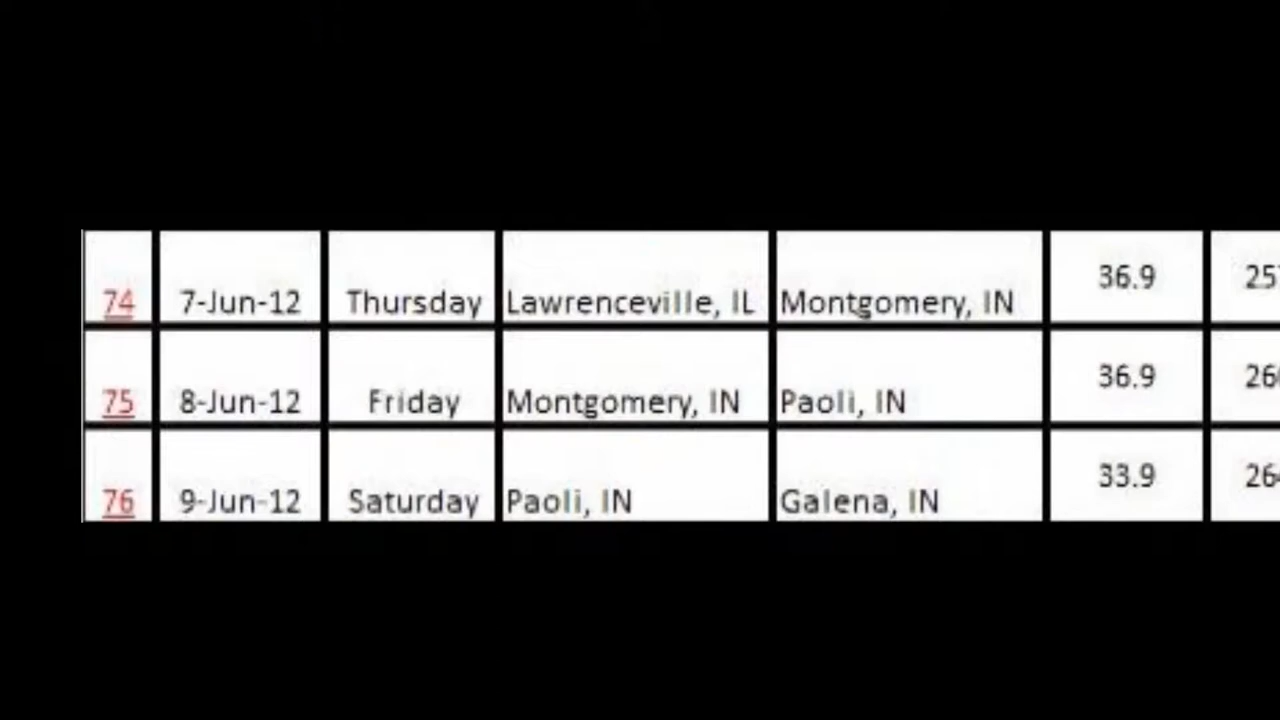 74 7-Jun-12 Thursday Lawrenceville, IL Montgomery, IN 36.9
75 8-Jun-12 Friday Montgomery, IN Paoli, IN 36.9
76 9-Jun-12 Saturday Paoli, IN Galena, IN 33.9